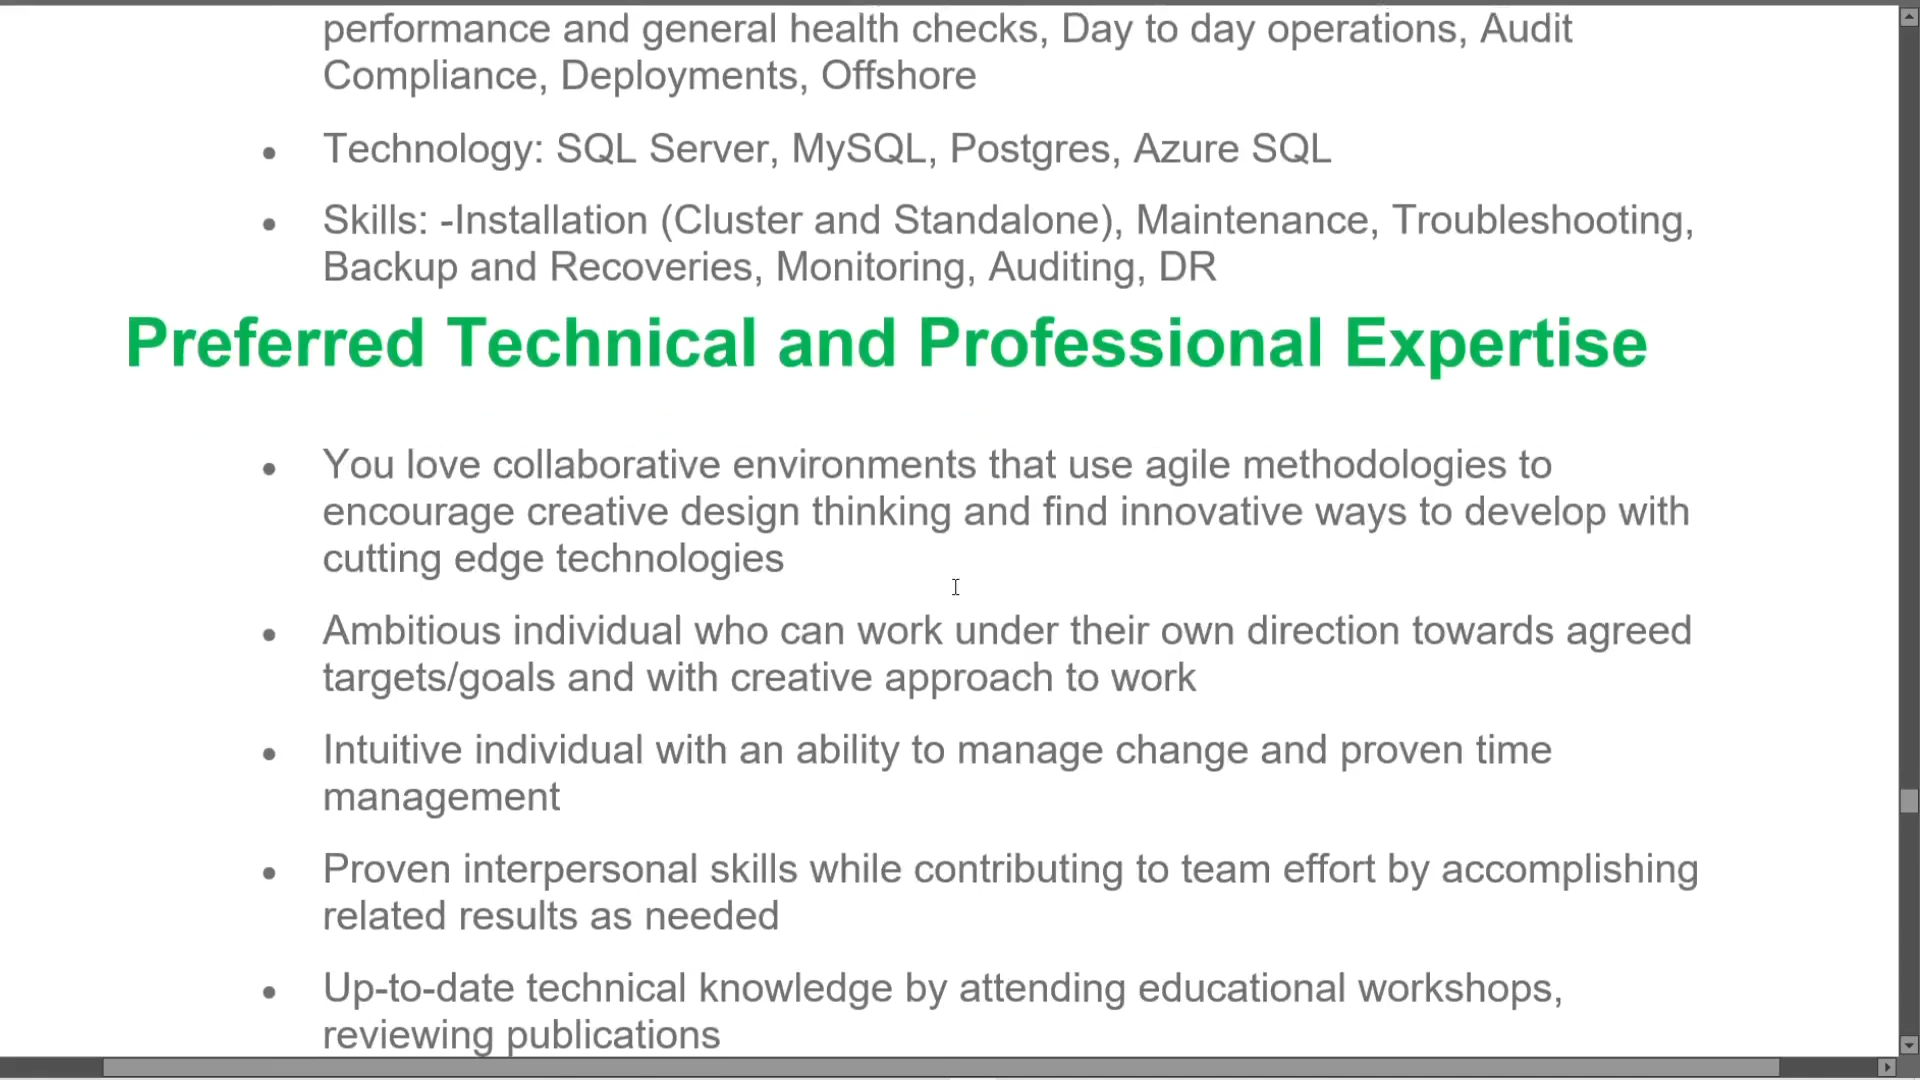 performance and general health checks, Day to day operations, Audit
Compliance, Deployments, Offshore
• Technology: SQL Server, MySQL, Postgres, Azure SQL
• Skills: -Installation (Cluster and Standalone), Maintenance, Troubleshooting,
Backup and Recoveries, Monitoring, Auditing, DR
Preferred Technical and Professional Expertise
• You love collaborative environments that use agile methodologies to
encourage creative design thinking and find innovative ways to develop with
cutting edge technologies
• Ambitious individual who can work under their own direction towards agreed
targets/goals and with creative approach to work
• Intuitive individual with an ability to manage change and proven time
management
• Proven interpersonal skills while contributing to team effort by accomplishing
related results as needed
• Up-to-date technical knowledge by attending educational workshops,
reviewing publications